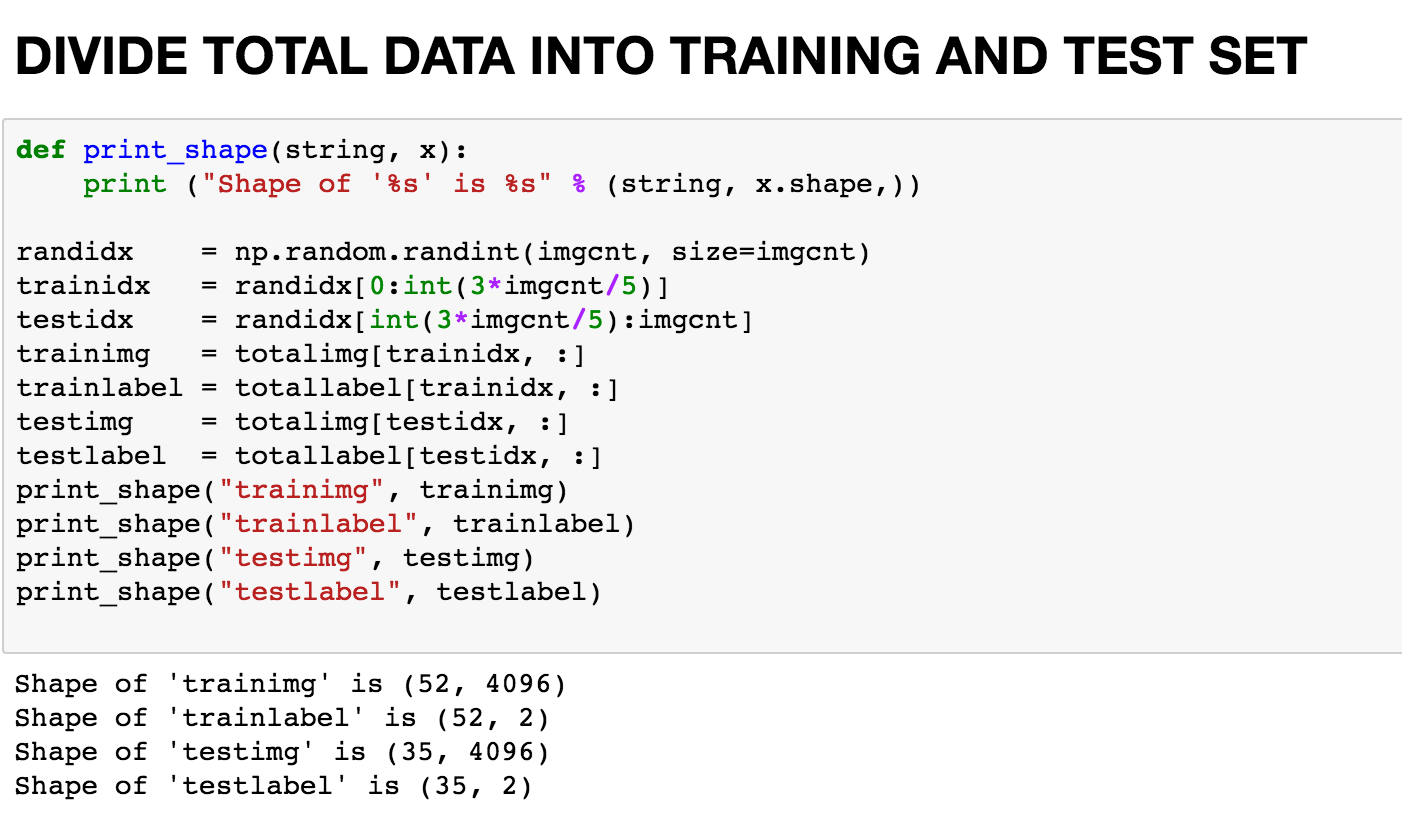 DIVIDE TOTAL DATA INTO TRAINING AND TEST SET
def print_shape(string, x):
    print ("Shape of '%s' is %s" % (string, x.shape,))
randidx    = np.random.randint(imgcnt, size=imgcnt)
trainidx   = randidx[0:int(3*imgcnt/5)]
testidx    = randidx[int(3*imgcnt/5):imgcnt]
trainimg   = totalimg[trainidx, :]
trainlabel = totallabel[trainidx, :]
testimg    = totalimg[testidx, :]
testlabel  = totallabel[testidx, :]
print_shape("trainimg", trainimg)
print_shape("trainlabel", trainlabel)
print_shape("testimg", testimg)
print_shape("testlabel", testlabel)
Shape of 'trainimg' is (52, 4096)
Shape of 'trainlabel' is (52, 2)
Shape of 'testimg' is (35, 4096)
Shape of 'testlabel' is (35, 2)